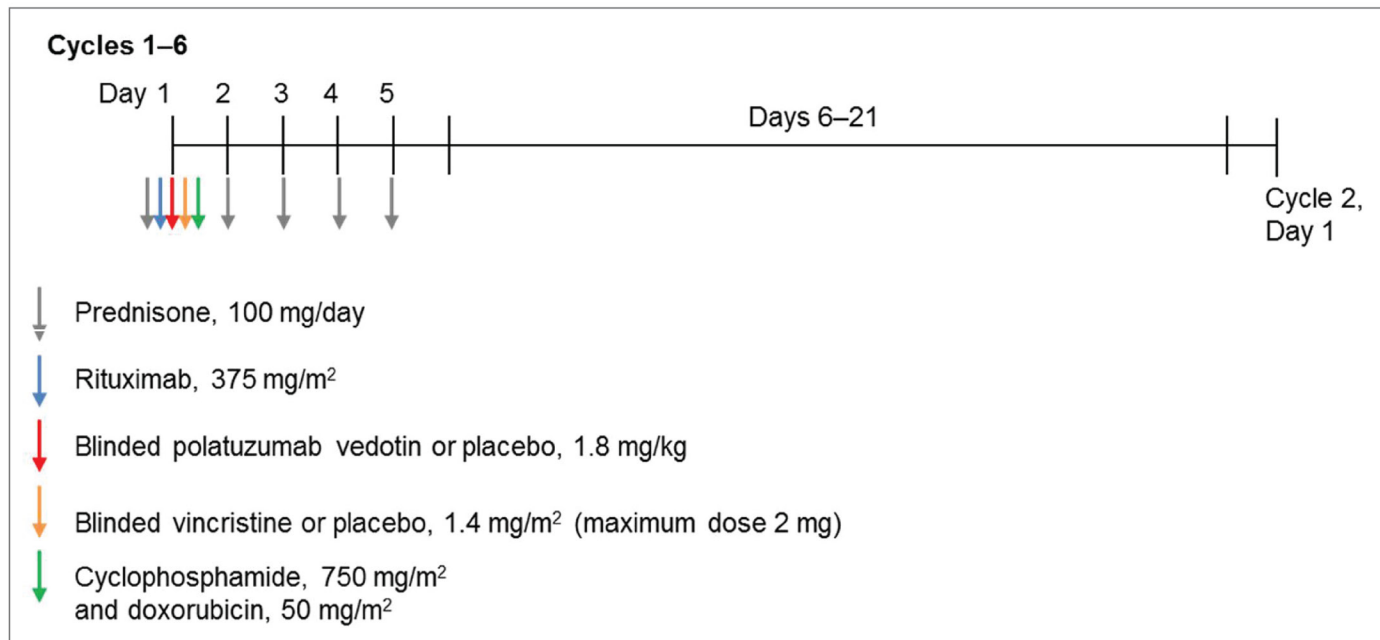 Cycles 1–6
Day 1 2 3 4 5
Days 6–21
Cycle 2,
Day 1
Prednisone, 100 mg/day
Rituximab, 375 mg/m²
Blinded polatuzumab vedotin or placebo, 1.8 mg/kg
Blinded vincristine or placebo, 1.4 mg/m² (maximum dose 2 mg)
Cyclophosphamide, 750 mg/m²
and doxorubicin, 50 mg/m²